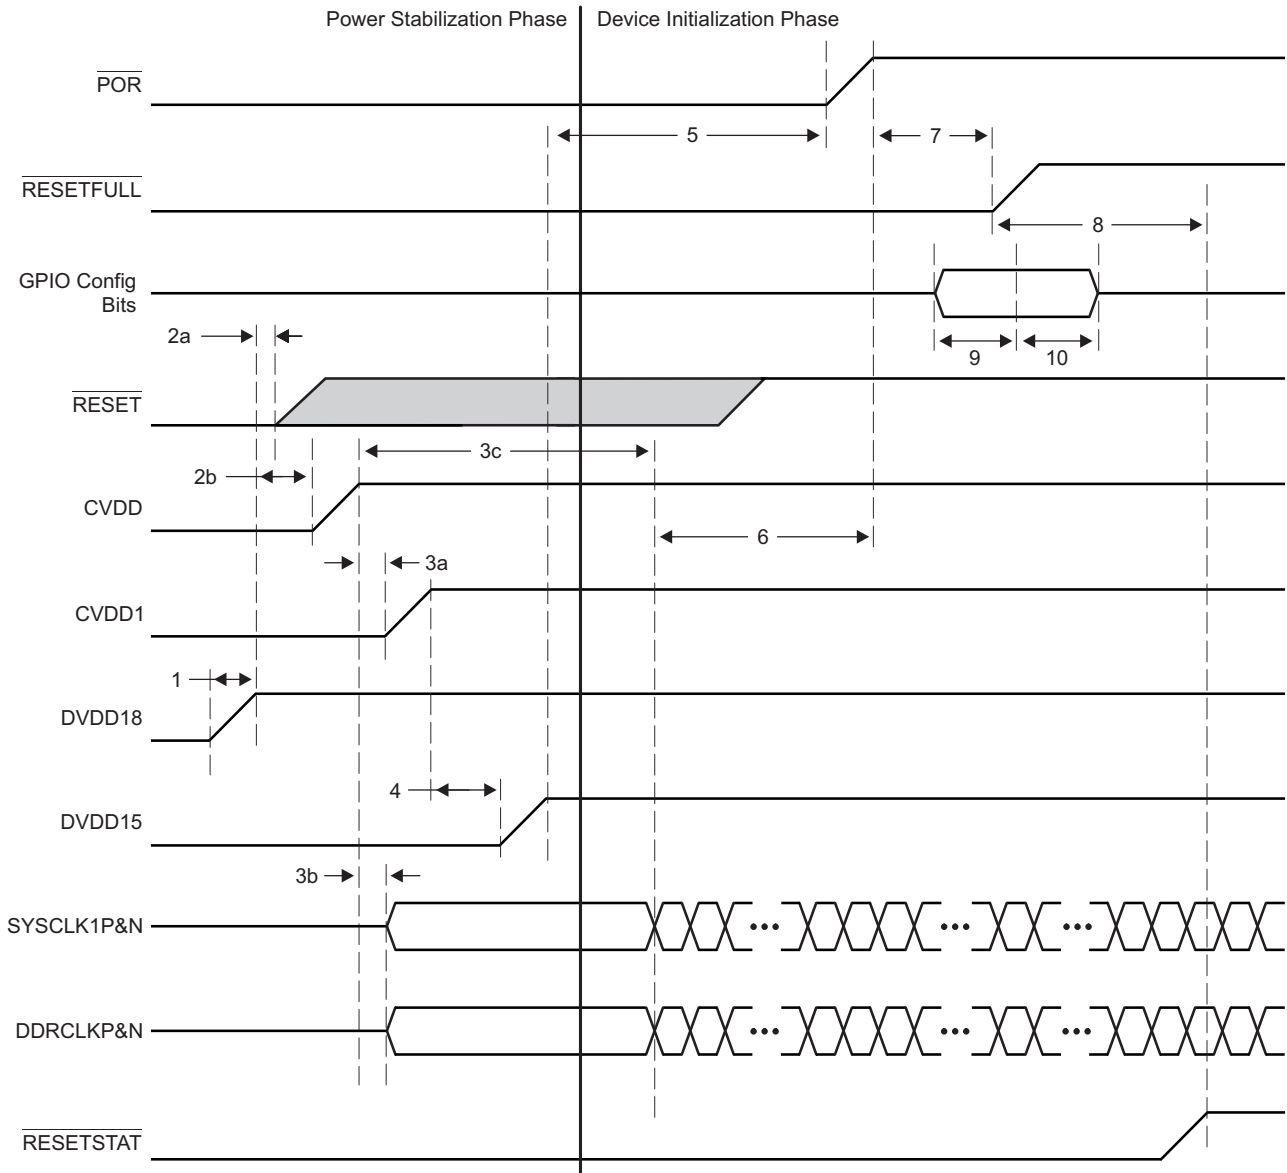 Power Stabilization Phase
Device Initialization Phase
POR
5
7
RESETFULL
8
GPIO Config
Bits
2a
9
10
RESET
3c
2b
CVDD
6
3a
CVDD1
1
DVDD18
4
DVDD15
3b
SYSCLK1P&N
DDRCLKP&N
RESETSTAT